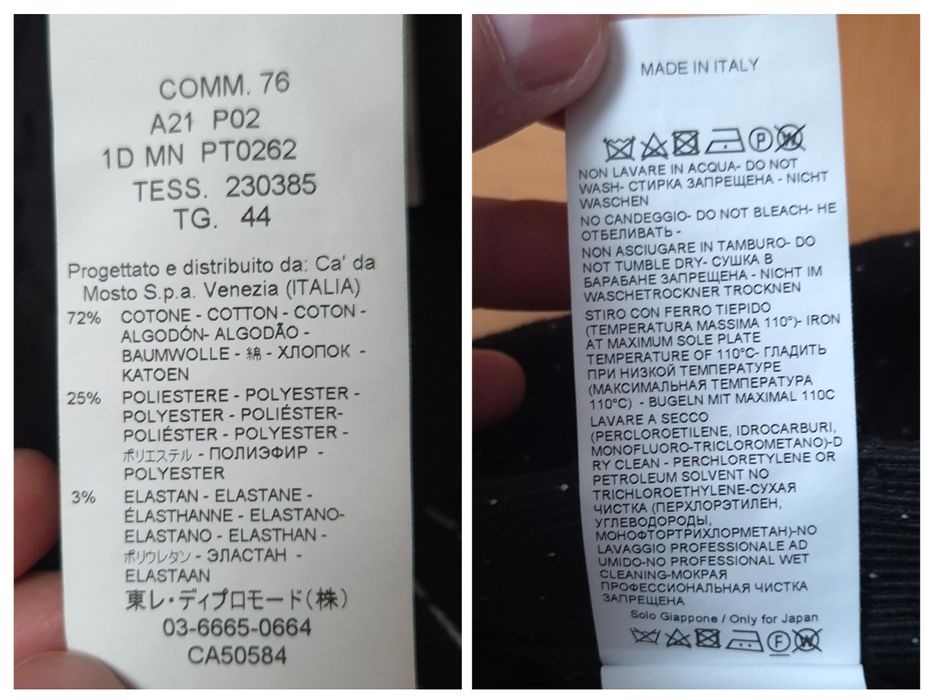 COMM. 76
A21 P02
1D MN PT0262
TESS. 230385
TG. 44
Progettato e distribuito da: Ca' da
Mosto S.p.a. Venezia (ITALIA)
72% COTONE - COTTON - COTON -
ALGODÓN- ALGODÃO -
BAUMWOLLE - 綿 - ХЛОПОК -
KATOEN
25% POLIESTERE - POLYESTER -
POLYESTER - POLIÉSTER-
POLIÉSTER - POLYESTER -
ポリエステル - ПОЛИЭФИР -
POLYESTER
3% ELASTAN - ELASTANE -
ÉLASTHANNE - ELASTANO-
ELASTANO - ELASTHAN -
ポリウレタン - ЭЛАСТАН -
ELASTAAN
東レ・ディプロモード(株)
03-6665-0664
CA50584
MADE IN ITALY
P W
NON LAVARE IN ACQUA- DO NOT
WASH- СТИРКА ЗАПРЕЩЕНА - NICHT
WASCHEN
NO CANDEGGIO- DO NOT BLEACH- НЕ
ОТБЕЛИВАТЬ -
NON ASCIUGARE IN TAMBURO- DO
NOT TUMBLE DRY- СУШКА В
БАРАБАНЕ ЗАПРЕЩЕНА - NICHT IM
WASCHETROCKNER TROCKNEN
STIRO CON FERRO TIEPIDO
(TEMPERATURA MASSIMA 110°)- IRON
AT MAXIMUM SOLE PLATE
TEMPERATURE OF 110°C- ГЛАДИТЬ
ПРИ НИЗКОЙ ТЕМПЕРАТУРЕ
(МАКСИМАЛЬНАЯ ТЕМПЕРАТУРА
110°C) - BUGELN MIT MAXIMAL 110C
LAVARE A SECCO
(PERCLOROETILENE, IDROCARBURI,
MONOFLUORO-TRICLOROMETANO)-D
RY CLEAN - PERCHLORETYLENE OR
PETROLEUM SOLVENT NO
TRICHLOROETHYLENE-СУХАЯ
ЧИСТКА (ПЕРХЛОРЭТИЛЕН,
УГЛЕВОДОРОДЫ,
МОНОФТОРТРИХЛОРМЕТАН)-NO
LAVAGGIO PROFESSIONALE AD
UMIDO-NO PROFESSIONAL WET
CLEANING-МОКРАЯ
ПРОФЕССИОНАЛЬНАЯ ЧИСТКА
ЗАПРЕЩЕНА
Solo Giappone / Only for Japan
F W